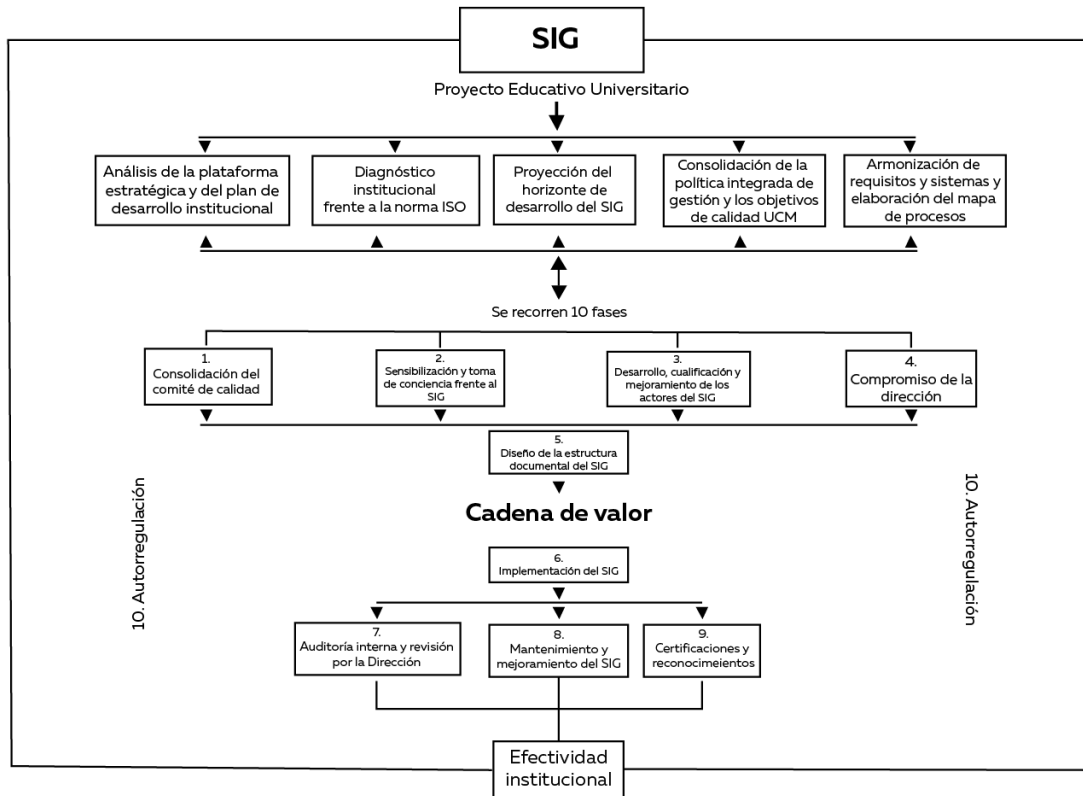 SIG
Proyecto Educativo Universitario
Análisis de la plataforma
estratégica y del plan de
desarrollo institucional
Diagnóstico
institucional
frente a la norma ISO
Proyección del
horizonte de
desarrollo del SIG
Consolidación de la
política integrada de
gestión y los objetivos
de calidad UCM
Armonización de
requisitos y sistemas y
elaboración del mapa
de procesos
Se recorren 10 fases
1.
Consolidación del
comité de calidad
2.
Sensibilización y toma
de conciencia frente al
SIG
3.
Desarrollo, cualificación y
mejoramiento de los
actores del SIG
4.
Compromiso de la
dirección
5.
Diseño de la estructura
documental del SIG
10. Autorregulación
10. Autorregulación
Cadena de valor
6.
Implementación del SIG
7.
Auditoría interna y revisión
por la Dirección
8.
Mantenimiento y
mejoramiento del SIG
9.
Certificaciones y
reconocimeientos
Efectividad
institucional